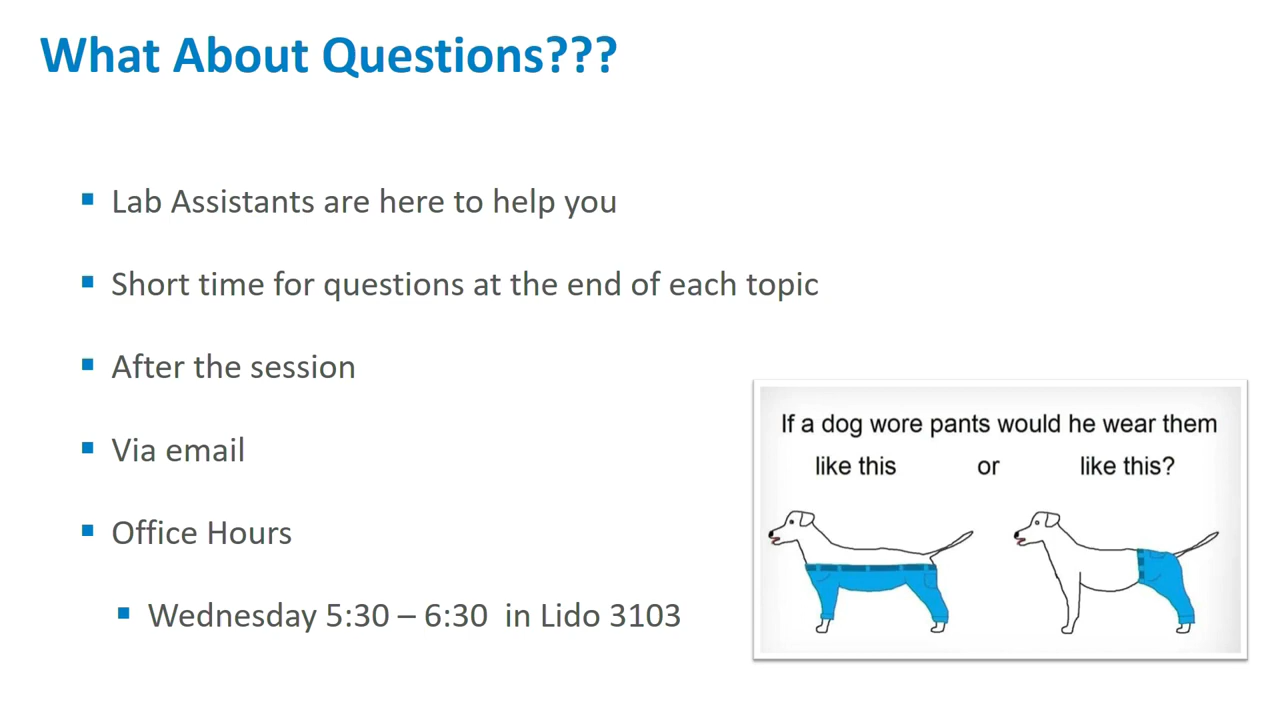 What About Questions???
Lab Assistants are here to help you
Short time for questions at the end of each topic
After the session
Via email
Office Hours
Wednesday 5:30 – 6:30 in Lido 3103
If a dog wore pants would he wear them
like this or like this?